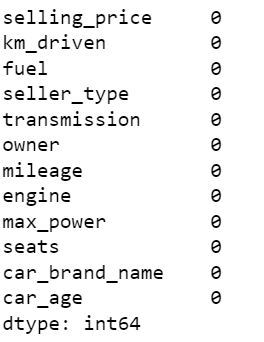 selling_price 0
km_driven 0
fuel 0
seller_type 0
transmission 0
owner 0
mileage 0
engine 0
max_power 0
seats 0
car_brand_name 0
car_age 0
dtype: int64